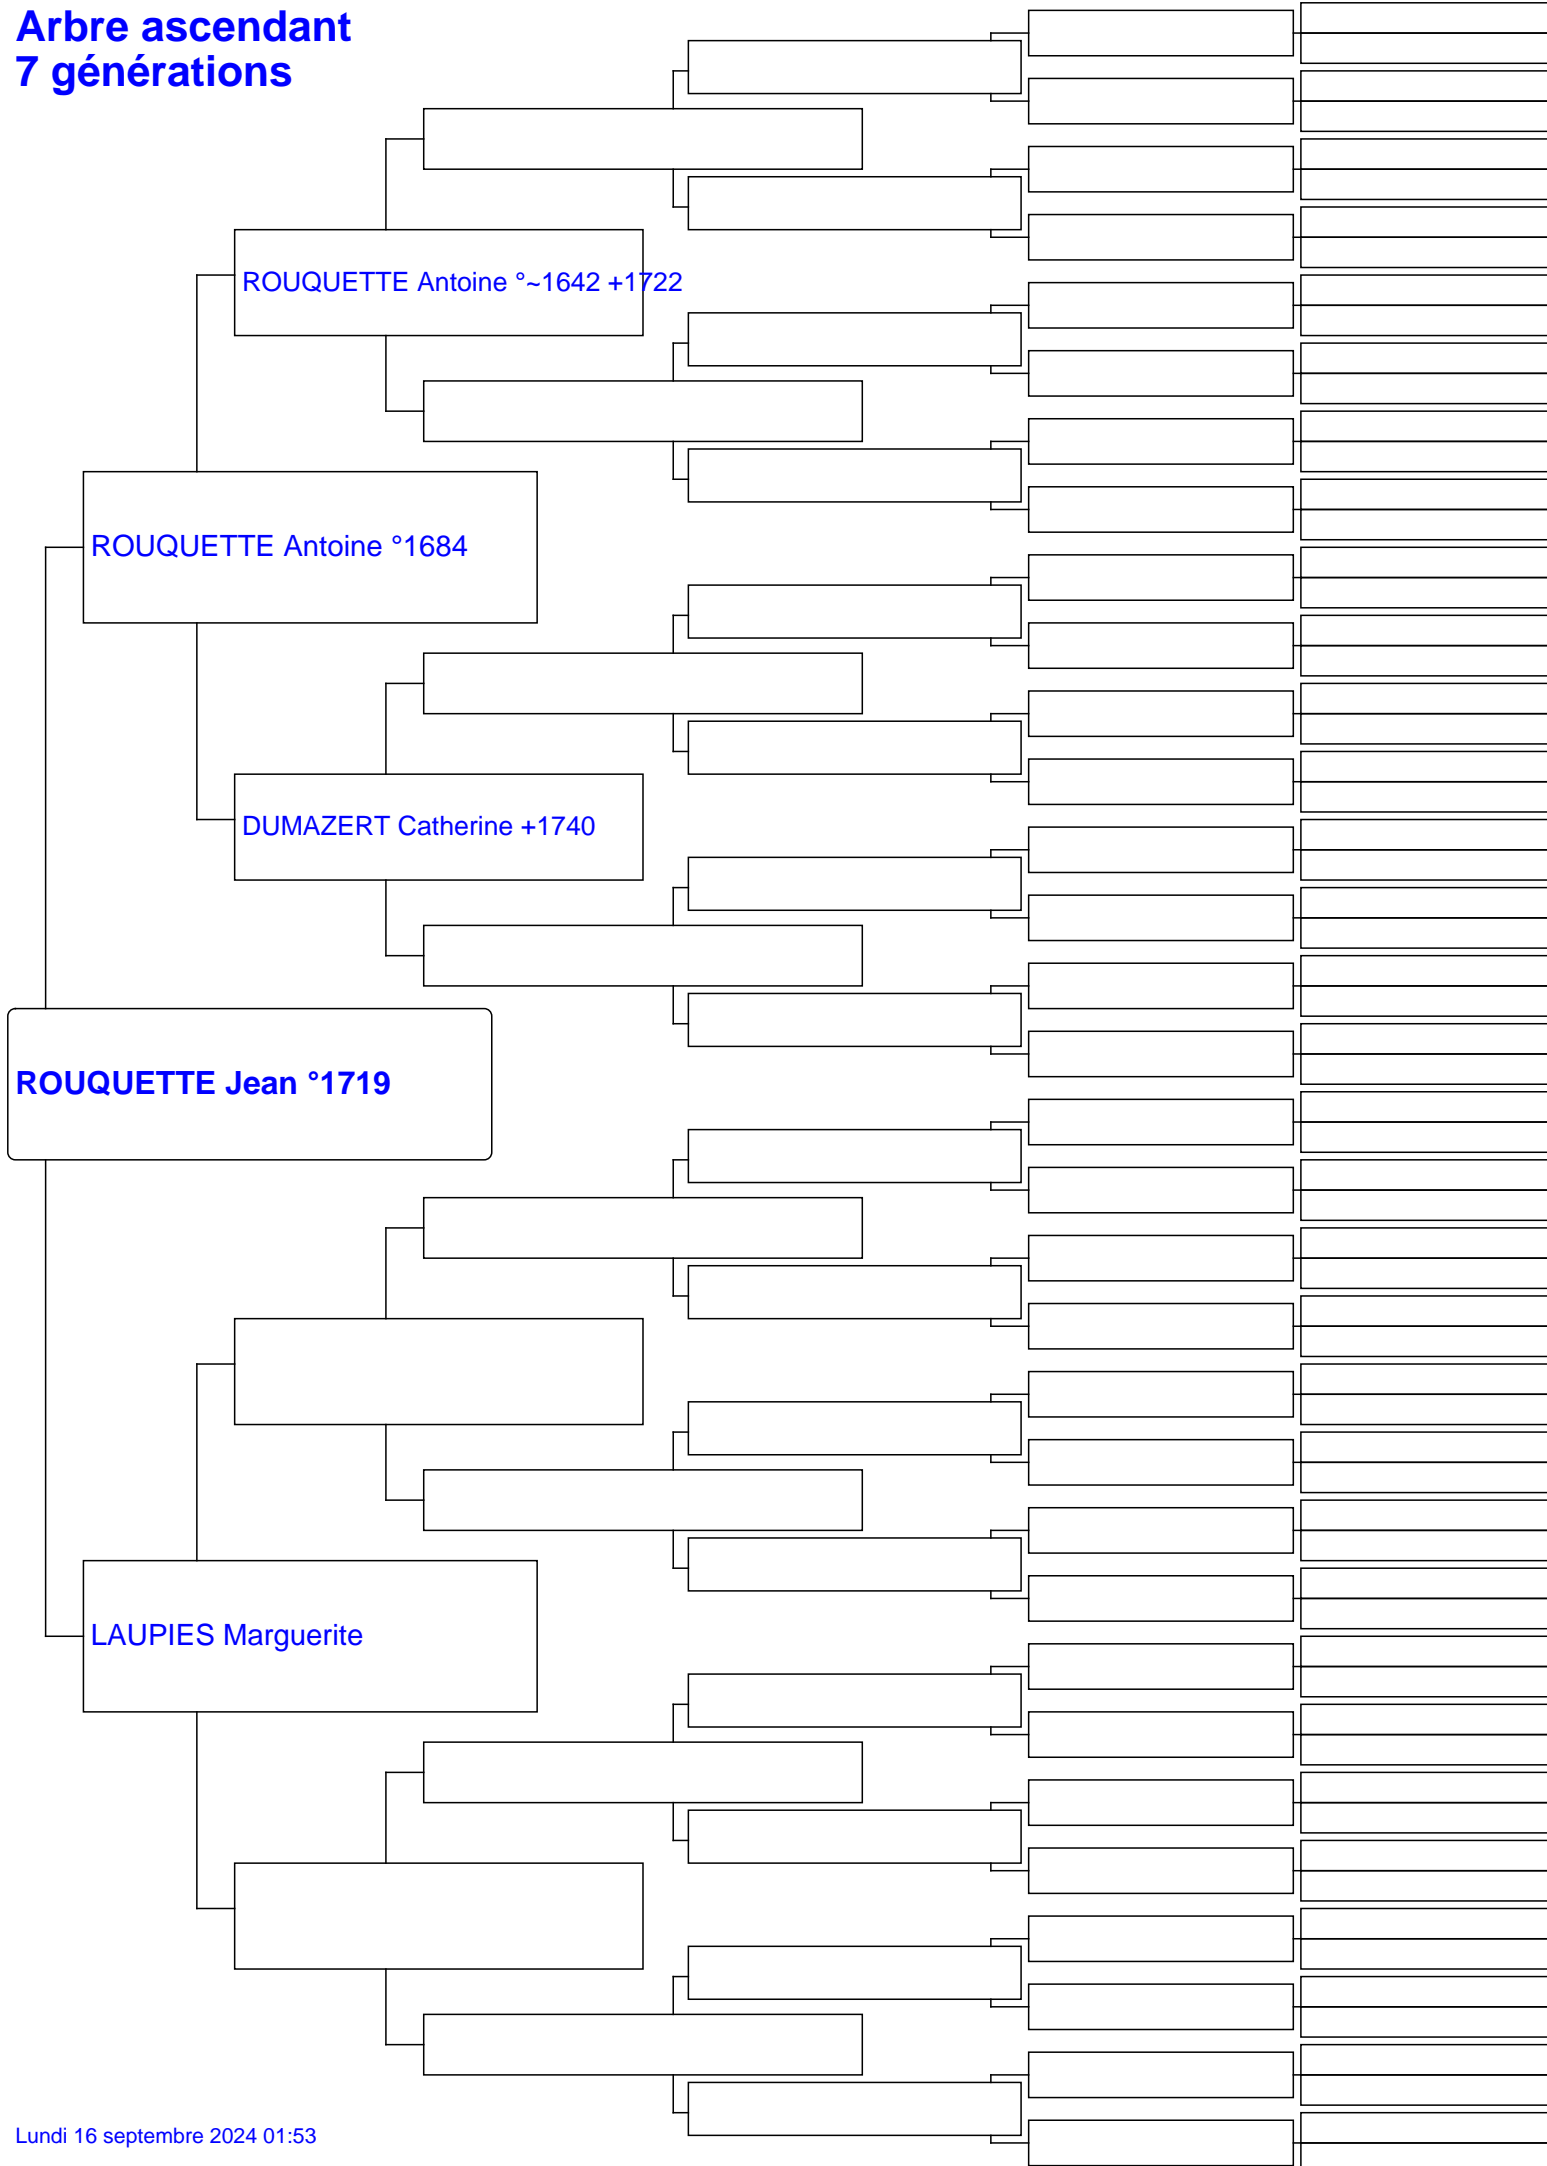 Arbre ascendant
7 générations
ROUQUETTE Antoine °~1642 +1722
ROUQUETTE Antoine °1684
DUMAZERT Catherine +1740
ROUQUETTE Jean °1719
LAUPIES Marguerite
Lundi 16 septembre 2024 01:53